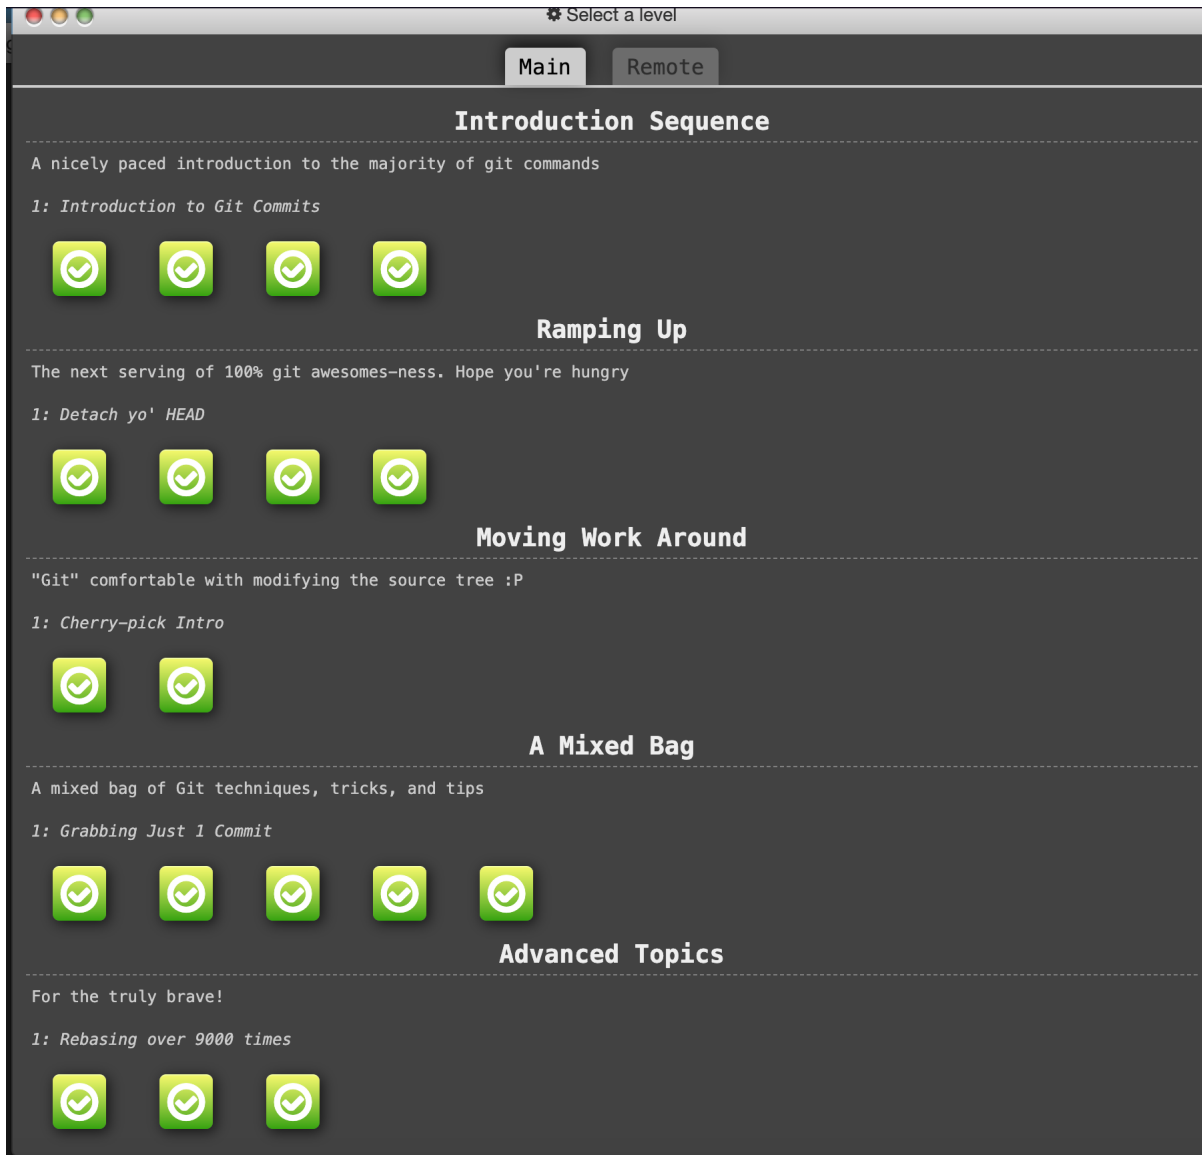 Select a level
Main Remote
Introduction Sequence
A nicely paced introduction to the majority of git commands
1: Introduction to Git Commits
Ramping Up
The next serving of 100% git awesomes-ness. Hope you're hungry
1: Detach yo' HEAD
Moving Work Around
"Git" comfortable with modifying the source tree :P
1: Cherry-pick Intro
A Mixed Bag
A mixed bag of Git techniques, tricks, and tips
1: Grabbing Just 1 Commit
Advanced Topics
For the truly brave!
1: Rebasing over 9000 times